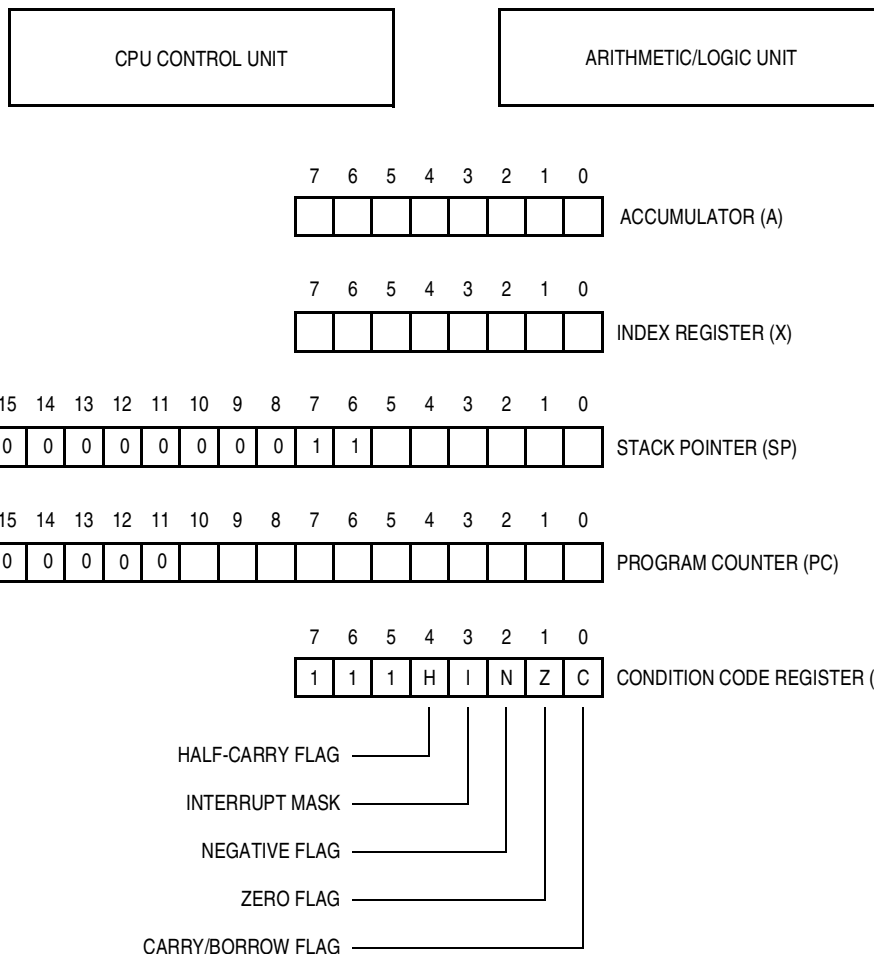 CPU CONTROL UNIT
ARITHMETIC/LOGIC UNIT
7 6 5 4 3 2 1 0
ACCUMULATOR (A)
7 6 5 4 3 2 1 0
INDEX REGISTER (X)
15 14 13 12 11 10 9 8 7 6 5 4 3 2 1 0
0 0 0 0 0 0 0 0 1 1 STACK POINTER (SP)
15 14 13 12 11 10 9 8 7 6 5 4 3 2 1 0
0 0 0 0 0 PROGRAM COUNTER (PC)
7 6 5 4 3 2 1 0
1 1 1 H I N Z C CONDITION CODE REGISTER (
HALF-CARRY FLAG
INTERRUPT MASK
NEGATIVE FLAG
ZERO FLAG
CARRY/BORROW FLAG